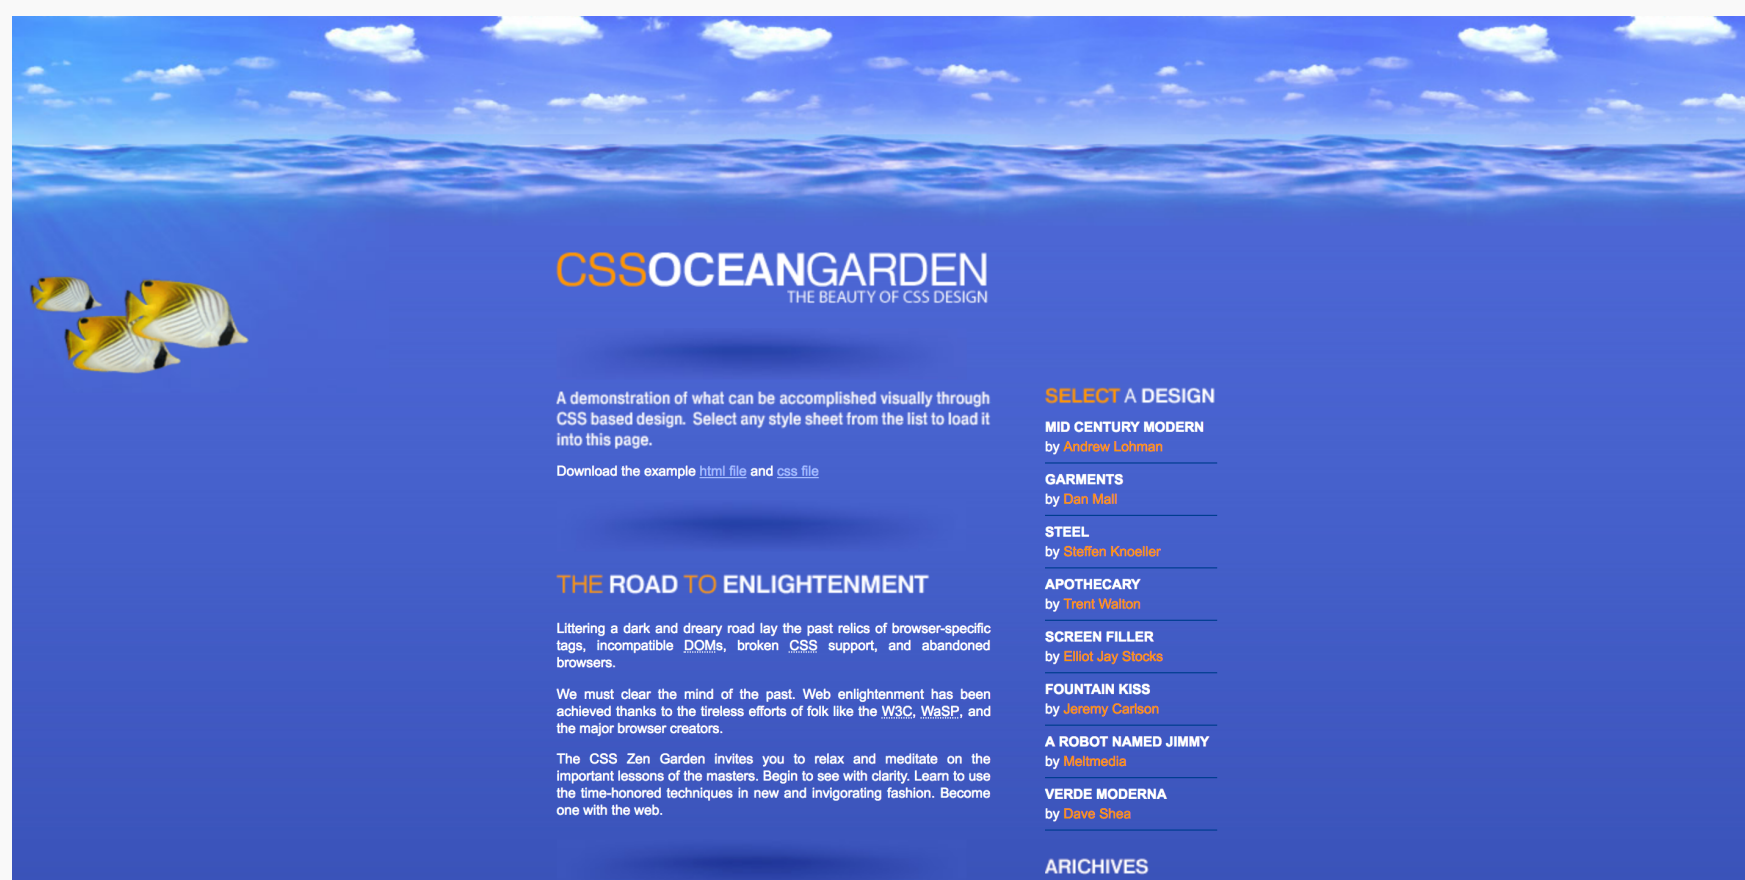 CSSOCEANGARDEN
THE BEAUTY OF CSS DESIGN
A demonstration of what can be accomplished visually through
CSS based design. Select any style sheet from the list to load it
into this page.
Download the example html file and css file
THE ROAD TO ENLIGHTENMENT
Littering a dark and dreary road lay the past relics of browser-specific
tags, incompatible DOMs, broken CSS support, and abandoned
browsers.
We must clear the mind of the past. Web enlightenment has been
achieved thanks to the tireless efforts of folk like the W3C, WaSP, and
the major browser creators.
The CSS Zen Garden invites you to relax and meditate on the
important lessons of the masters. Begin to see with clarity. Learn to use
the time-honored techniques in new and invigorating fashion. Become
one with the web.
SELECT A DESIGN
MID CENTURY MODERN
by Andrew Lohman
GARMENTS
by Dan Mall
STEEL
by Steffen Knoeller
APOTHECARY
by Trent Walton
SCREEN FILLER
by Elliot Jay Stocks
FOUNTAIN KISS
by Jeremy Carlson
A ROBOT NAMED JIMMY
by Meltmedia
VERDE MODERNA
by Dave Shea
ARICHIVES